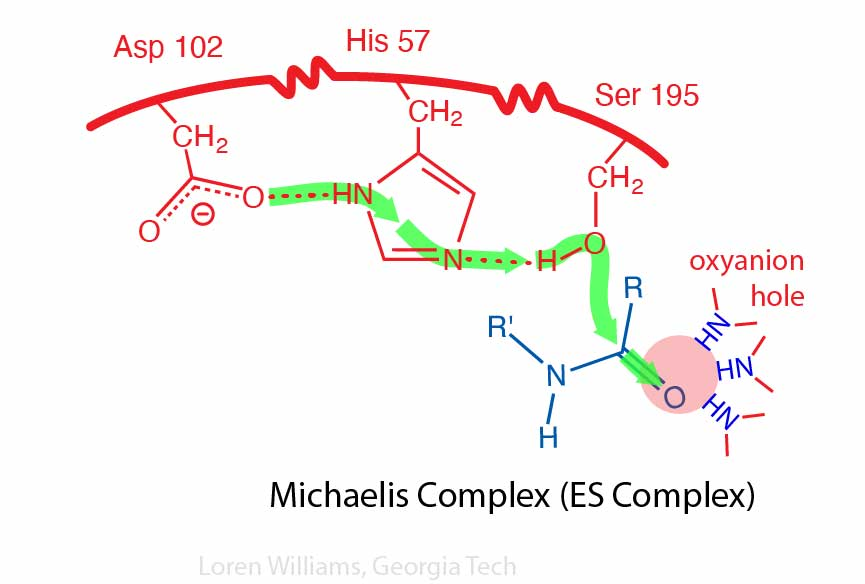 Asp 102
His 57
Ser 195
CH2
CH2
CH2
O
O
HN
N
H
O
oxyanion
hole
R
R'
N
H
O
HN
HN
HN
Michaelis Complex (ES Complex)
Loren Williams, Georgia Tech